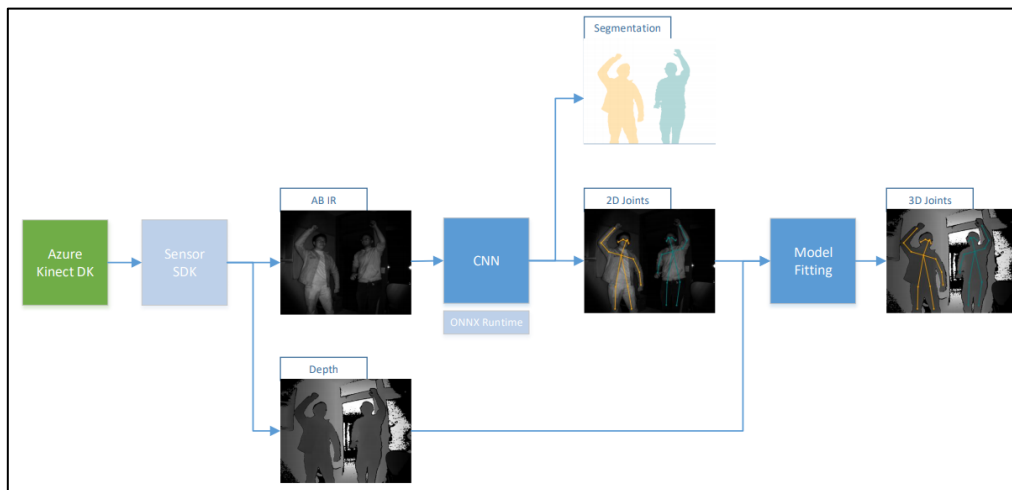 Segmentation
AB IR
2D Joints
3D Joints
Azure
Kinect DK
Sensor
SDK
CNN
Model
Fitting
ONNX Runtime
Depth